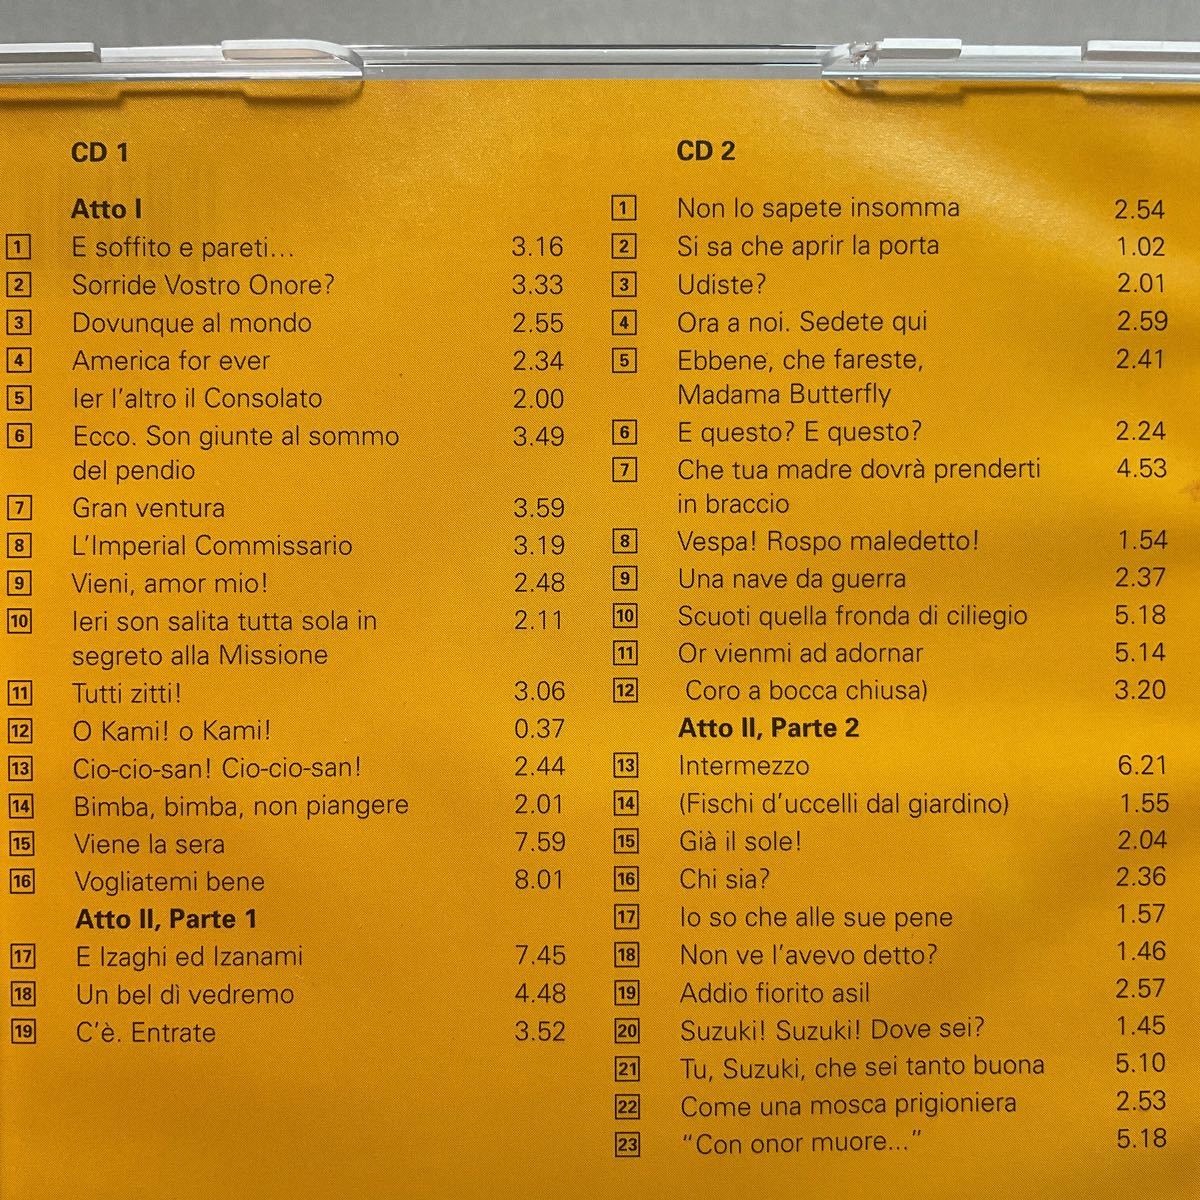 CD 1
Atto I
1 E soffito e pareti... 3.16
2 Sorride Vostro Onore? 3.33
3 Dovunque al mondo 2.55
4 America for ever 2.34
5 Ier l'altro il Consolato 2.00
6 Ecco. Son giunte al sommo 3.49
del pendio
7 Gran ventura 3.59
8 L'Imperial Commissario 3.19
9 Vieni, amor mio! 2.48
10 Ieri son salita tutta sola in 2.11
segreto alla Missione
11 Tutti zitti! 3.06
12 O Kami! o Kami! 0.37
13 Cio-cio-san! Cio-cio-san! 2.44
14 Bimba, bimba, non piangere 2.01
15 Viene la sera 7.59
16 Vogliatemi bene 8.01
Atto II, Parte 1
17 E Izaghi ed Izanami 7.45
18 Un bel dì vedremo 4.48
19 C'è. Entrate 3.52
CD 2
1 Non lo sapete insomma 2.54
2 Si sa che aprir la porta 1.02
3 Udiste? 2.01
4 Ora a noi. Sedete qui 2.59
5 Ebbene, che fareste, 2.41
Madama Butterfly
6 E questo? E questo? 2.24
7 Che tua madre dovrà prenderti 4.53
in braccio
8 Vespa! Rospo maledetto! 1.54
9 Una nave da guerra 2.37
10 Scuoti quella fronda di ciliegio 5.18
11 Or vienmi ad adornar 5.14
12 Coro a bocca chiusa) 3.20
Atto II, Parte 2
13 Intermezzo 6.21
14 (Fischi d'uccelli dal giardino) 1.55
15 Già il sole! 2.04
16 Chi sia? 2.36
17 Io so che alle sue pene 1.57
18 Non ve l'avevo detto? 1.46
19 Addio fiorito asil 2.57
20 Suzuki! Suzuki! Dove sei? 1.45
21 Tu, Suzuki, che sei tanto buona 5.10
22 Come una mosca prigioniera 2.53
23 "Con onor muore..." 5.18